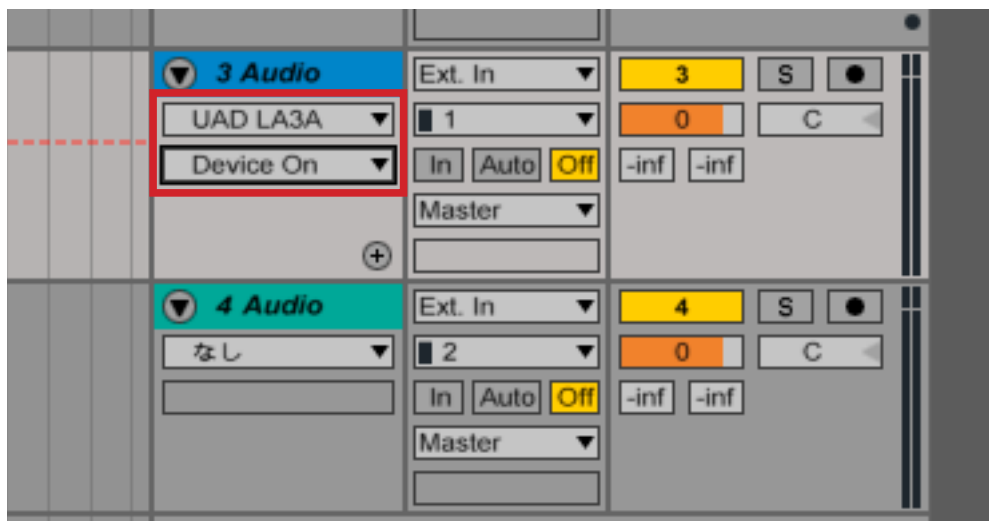 3 Audio Ext. In 3 S
UAD LA3A 1 0 C
Device On In Auto Off -inf -inf
Master
4 Audio Ext. In 4 S
なし 2 0 C
In Auto Off -inf -inf
Master